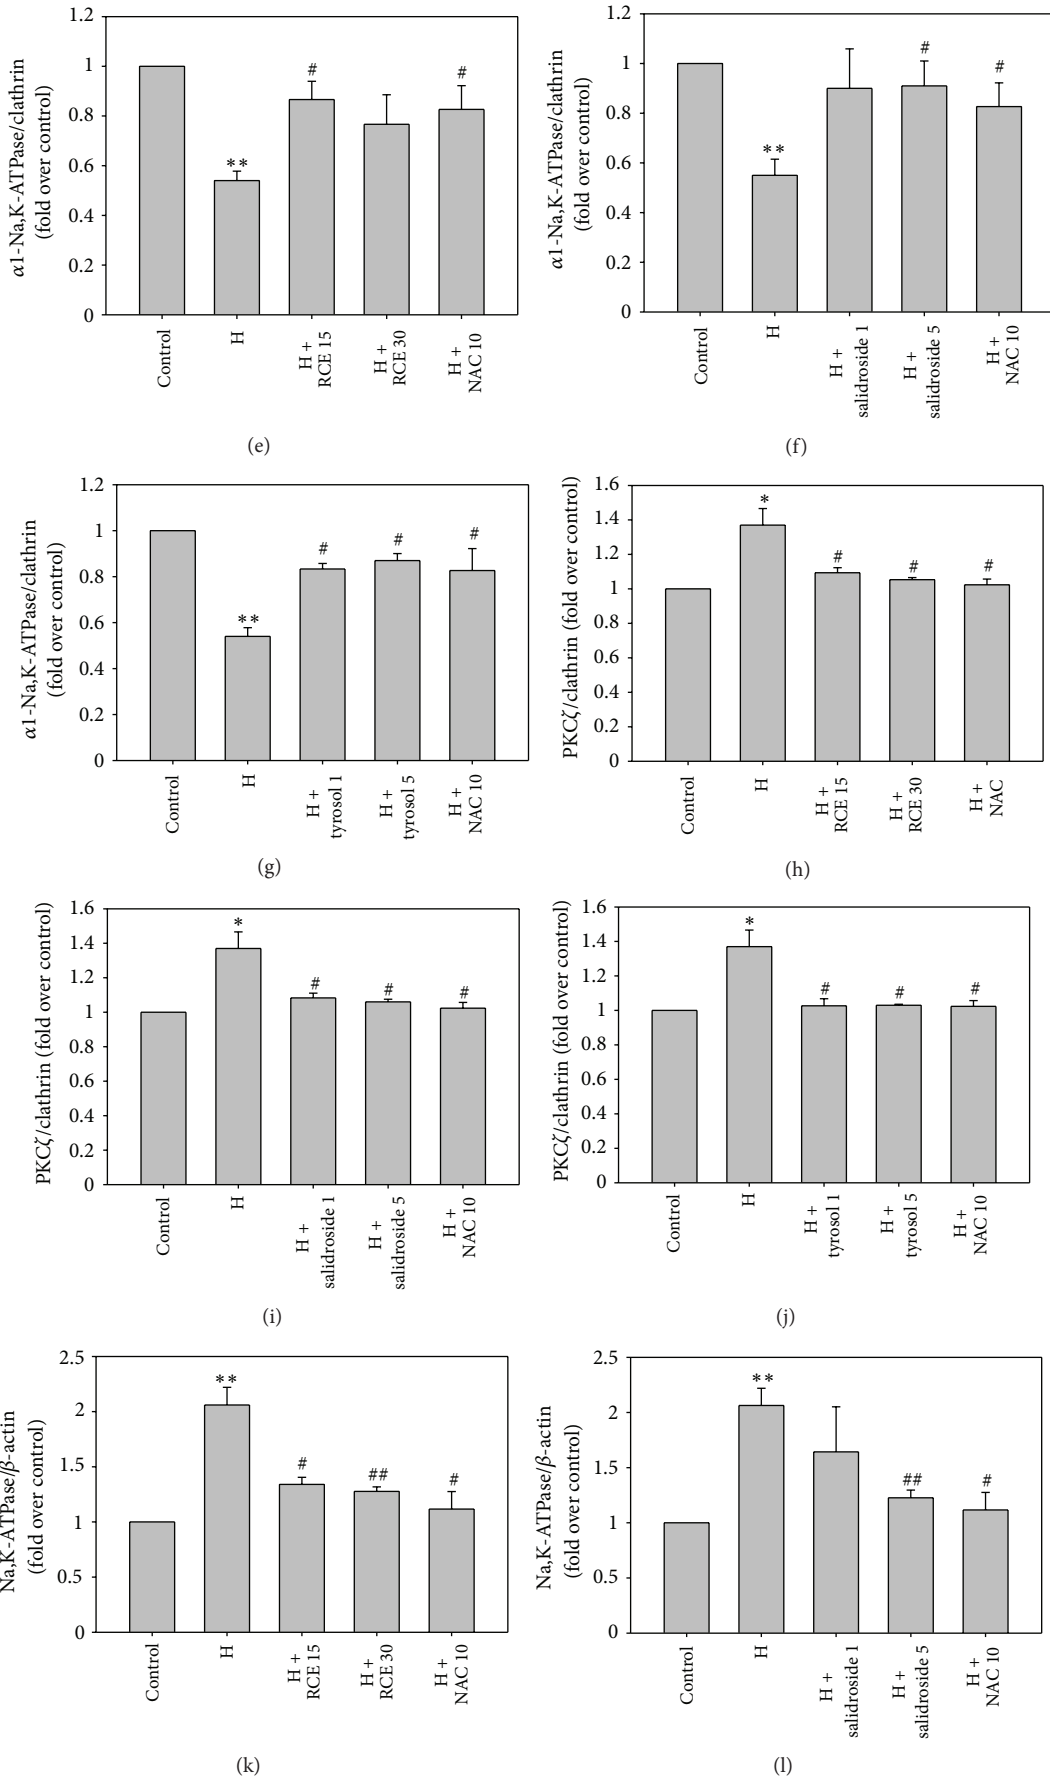 α1-Na,K-ATPase/clathrin
(fold over control)
1.2
1
0.8
0.6
0.4
0.2
0
**
#
#
Control
H
H +
RCE 15
H +
RCE 30
H +
NAC 10
(e)
α1-Na,K-ATPase/clathrin
(fold over control)
1.2
1
0.8
0.6
0.4
0.2
0
**
#
#
Control
H
H +
salidroside 1
H +
salidroside 5
H +
NAC 10
(f)
α1-Na,K-ATPase/clathrin
(fold over control)
1.2
1
0.8
0.6
0.4
0.2
0
**
#
#
#
Control
H
H +
tyrosol 1
H +
tyrosol 5
H +
NAC 10
(g)
PKCζ/clathrin (fold over control)
1.6
1.4
1.2
1
0.8
0.6
0.4
0.2
0
*
#
#
#
Control
H
H +
RCE 15
H +
RCE 30
H +
NAC
(h)
PKCζ/clathrin (fold over control)
1.6
1.4
1.2
1
0.8
0.6
0.4
0.2
0
*
#
#
#
Control
H
H +
salidroside 1
H +
salidroside 5
H +
NAC 10
(i)
PKCζ/clathrin (fold over control)
1.6
1.4
1.2
1
0.8
0.6
0.4
0.2
0
*
#
#
#
Control
H
H +
tyrosol 1
H +
tyrosol 5
H +
NAC 10
(j)
Na,K-ATPase/β-actin
(fold over control)
2.5
2
1.5
1
0.5
0
**
#
##
#
Control
H
H +
RCE 15
H +
RCE 30
H +
NAC 10
(k)
Na,K-ATPase/β-actin
(fold over control)
2.5
2
1.5
1
0.5
0
**
##
#
Control
H
H +
salidroside 1
H +
salidroside 5
H +
NAC 10
(l)